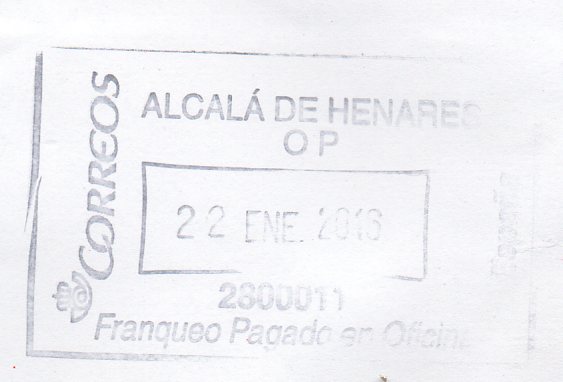 CORREOS
ALCALÁ DE HENARES
O P
22 ENE. 2016
2800011
Franqueo Pagado en Oficina